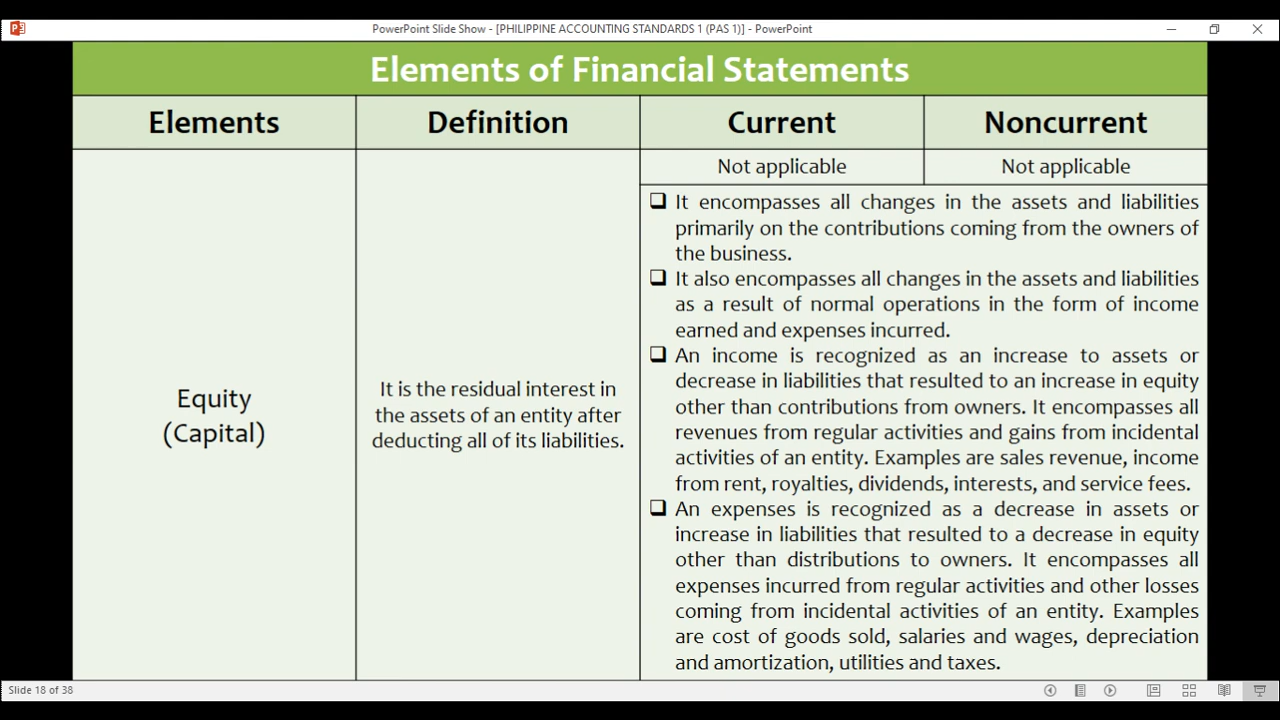 PowerPoint Slide Show - [PHILIPPINE ACCOUNTING STANDARDS 1 (PAS 1)] - PowerPoint
Elements of Financial Statements
Elements
Definition
Current
Noncurrent
Equity
(Capital)
It is the residual interest in
the assets of an entity after
deducting all of its liabilities.
Not applicable
Not applicable
It encompasses all changes in the assets and liabilities
primarily on the contributions coming from the owners of
the business.
It also encompasses all changes in the assets and liabilities
as a result of normal operations in the form of income
earned and expenses incurred.
An income is recognized as an increase to assets or
decrease in liabilities that resulted to an increase in equity
other than contributions from owners. It encompasses all
revenues from regular activities and gains from incidental
activities of an entity. Examples are sales revenue, income
from rent, royalties, dividends, interests, and service fees.
An expenses is recognized as a decrease in assets or
increase in liabilities that resulted to a decrease in equity
other than distributions to owners. It encompasses all
expenses incurred from regular activities and other losses
coming from incidental activities of an entity. Examples
are cost of goods sold, salaries and wages, depreciation
and amortization, utilities and taxes.
Slide 18 of 38